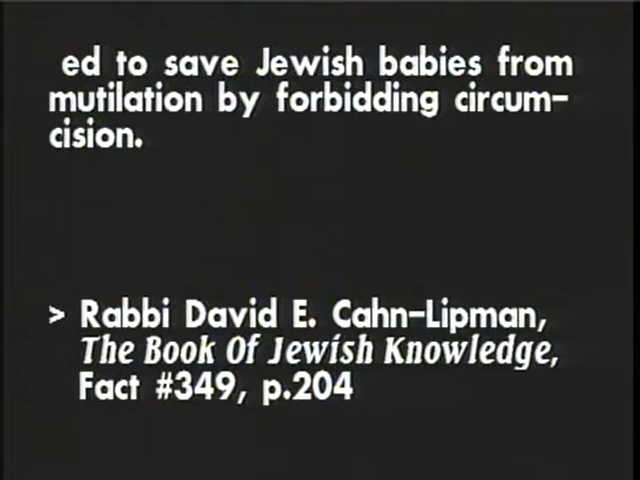 ed to save Jewish babies from
mutilation by forbidding circum-
cision.
> Rabbi David E. Cahn-Lipman,
The Book Of Jewish Knowledge,
Fact #349, p.204